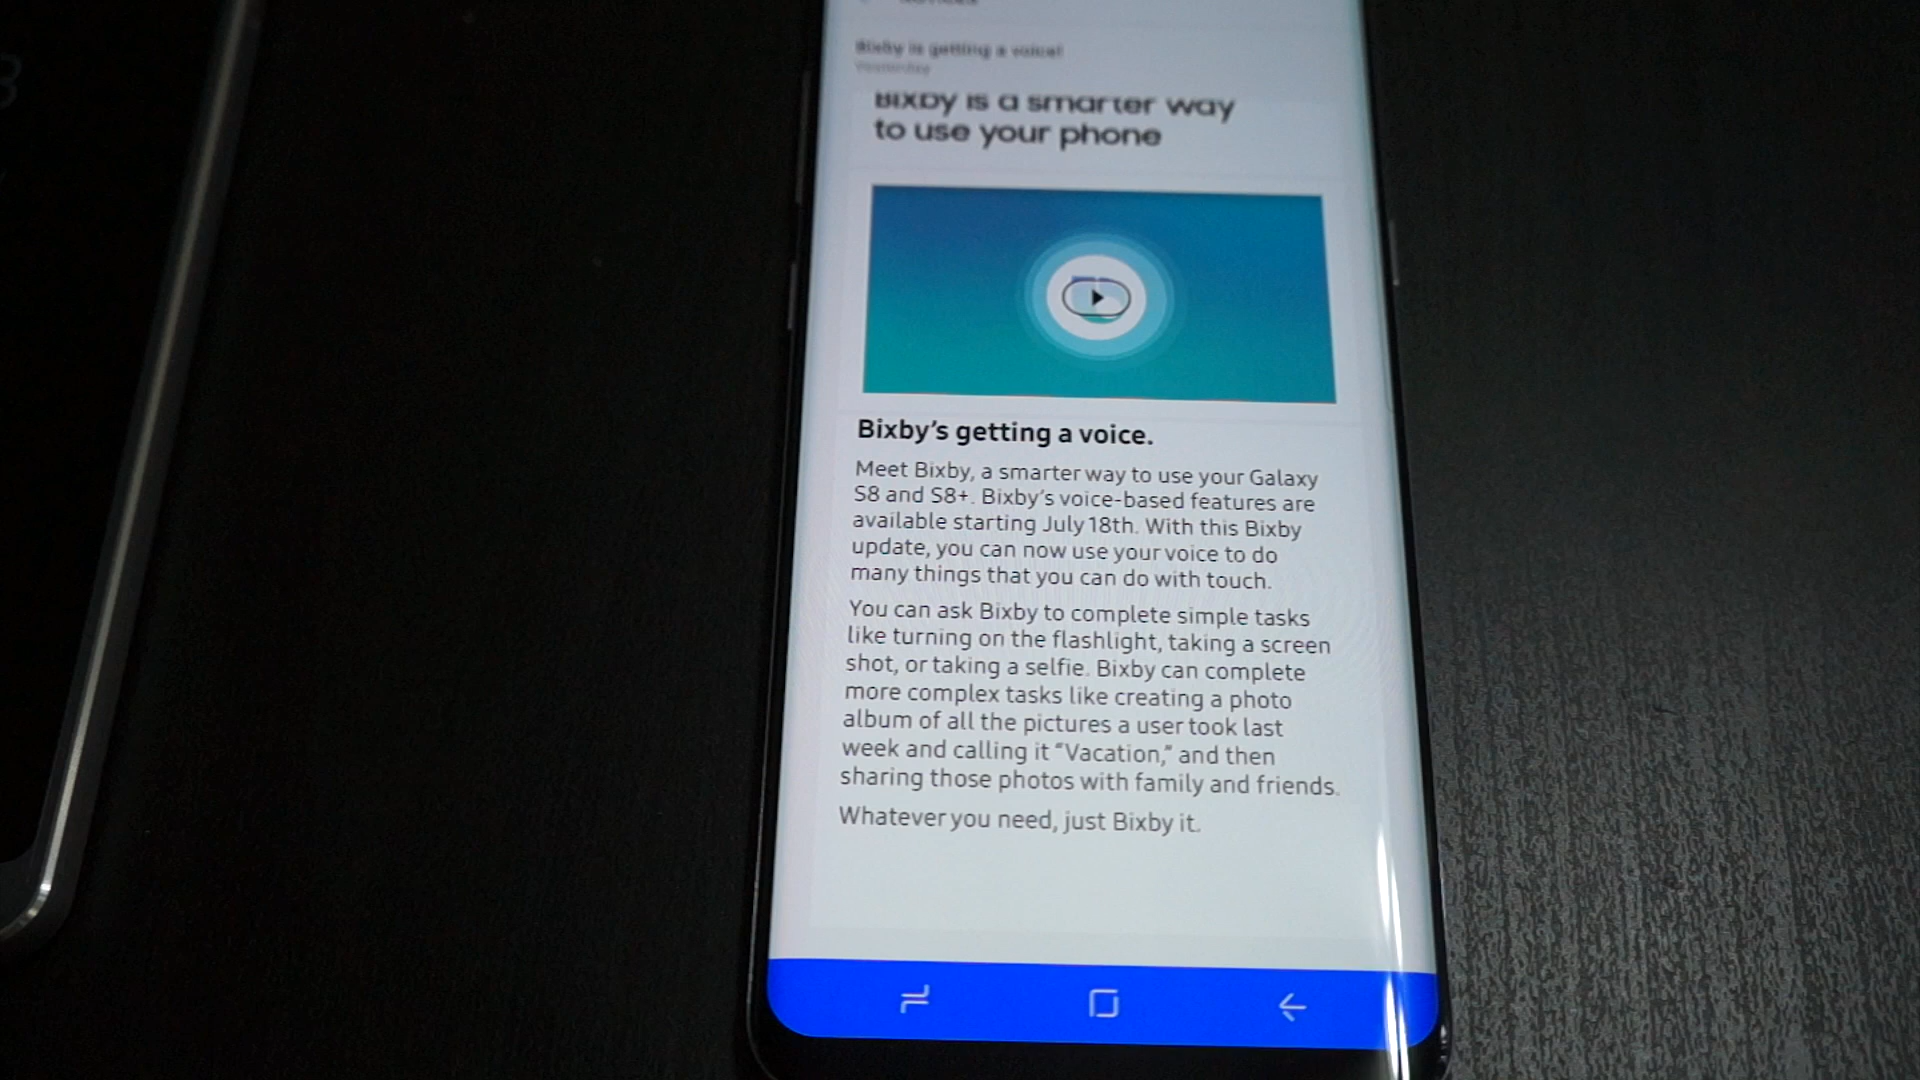 Bixby is getting a voice!
Yesterday
Bixby is a smarter way
to use your phone
Bixby's getting a voice.
Meet Bixby, a smarter way to use your Galaxy
S8 and S8+. Bixby's voice-based features are
available starting July 18th. With this Bixby
update, you can now use your voice to do
many things that you can do with touch.
You can ask Bixby to complete simple tasks
like turning on the flashlight, taking a screen
shot, or taking a selfie. Bixby can complete
more complex tasks like creating a photo
album of all the pictures a user took last
week and calling it “Vacation,” and then
sharing those photos with family and friends.
Whatever you need, just Bixby it.